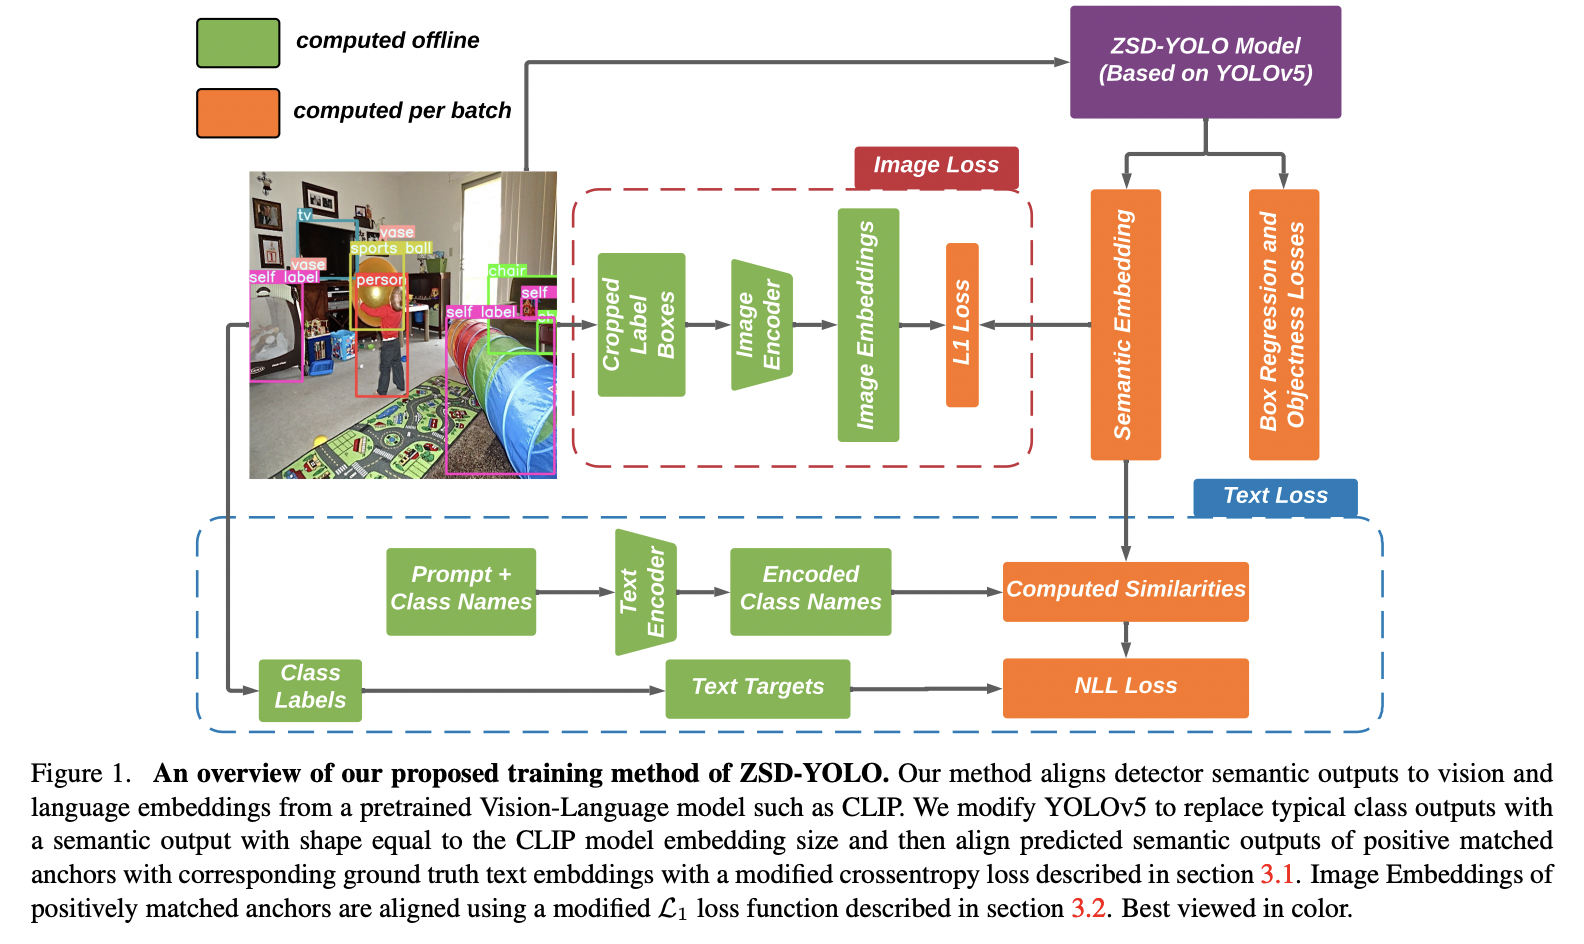 computed offline
computed per batch
ZSD-YOLO Model
(Based on YOLOv5)
Image Loss
tv
vase
sports ball
vase
self_label
person
chair
self
self_label
ch
Cropped
Label
Boxes
Image
Encoder
Image Embeddings
L1 Loss
Semantic Embedding
Box Regression and
Objectness Losses
Text Loss
Prompt +
Class Names
Text
Encoder
Encoded
Class Names
Computed Similarities
Class
Labels
Text Targets
NLL Loss
Figure 1. An overview of our proposed training method of ZSD-YOLO. Our method aligns detector semantic outputs to vision and
language embeddings from a pretrained Vision-Language model such as CLIP. We modify YOLOv5 to replace typical class outputs with
a semantic output with shape equal to the CLIP model embedding size and then align predicted semantic outputs of positive matched
anchors with corresponding ground truth text embddings with a modified crossentropy loss described in section 3.1. Image Embeddings of
positively matched anchors are aligned using a modified ℒ₁ loss function described in section 3.2. Best viewed in color.